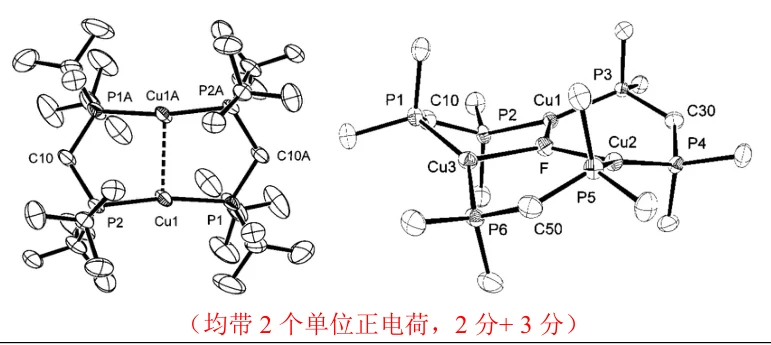 P1A Cu1A P2A
C10 C10A
P2 Cu1 P1
P3
P1 C10 P2 Cu1 C30
Cu2 P4
Cu3 F P5
P6 C50
（均带 2 个单位正电荷，2 分+ 3 分）